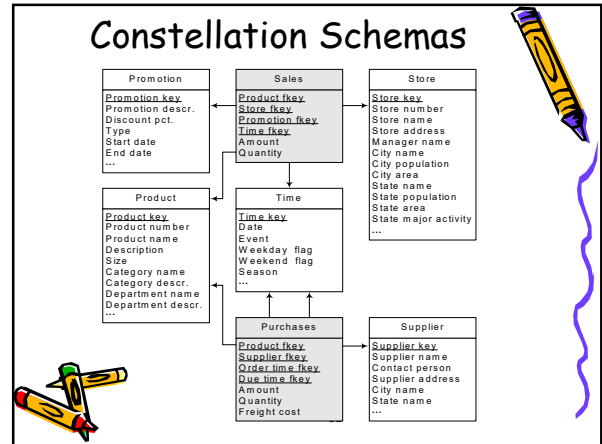 Constellation Schemas
Promotion
Promotion key
Promotion descr.
Discount pct.
Type
Start date
End date
...
Sales
Product fkey
Store fkey
Promotion fkey
Time fkey
Amount
Quantity
Store
Store key
Store number
Store name
Store address
Manager name
City name
City population
City area
State name
State population
State area
State major activity
...
Product
Product key
Product number
Product name
Description
Size
Category name
Category descr.
Department name
Department descr.
...
Time
Time key
Date
Event
Weekday flag
Weekend flag
Season
...
Purchases
Product fkey
Supplier fkey
Order time fkey
Due time fkey
Amount
Quantity
Freight cost
Supplier
Supplier key
Supplier name
Contact person
Supplier address
City name
State name
...